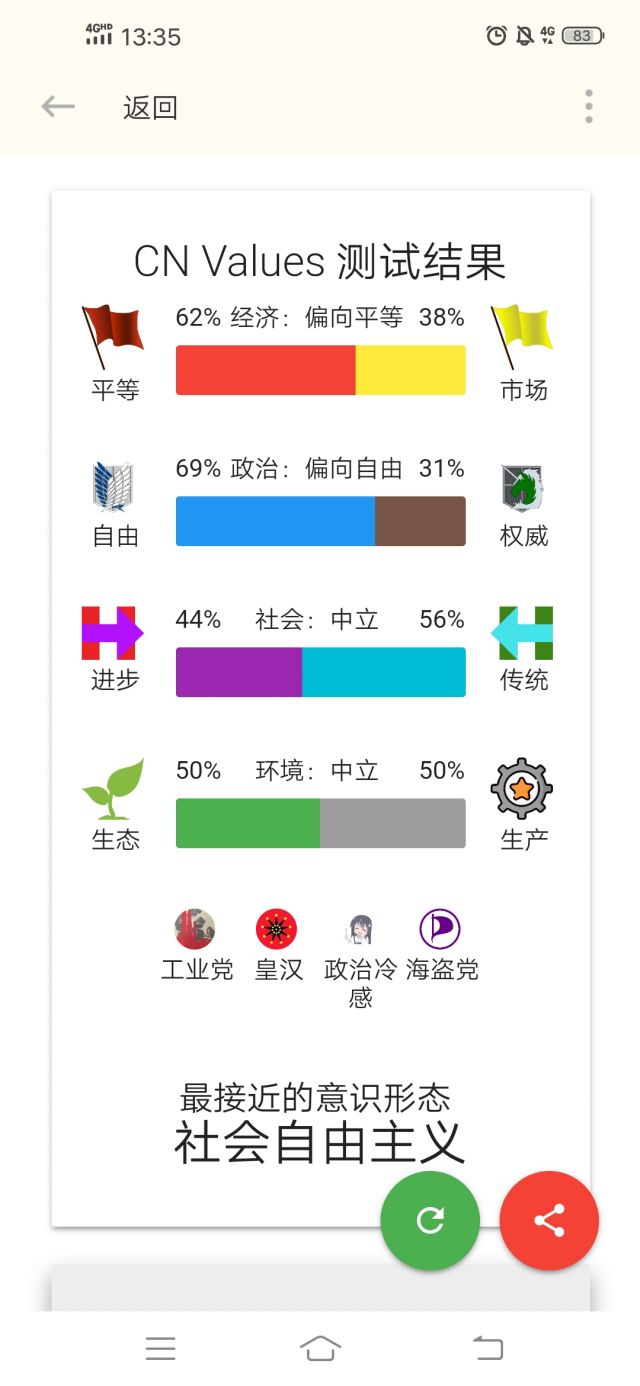 4GHD 13:35 4G 83
返回
CN Values 测试结果
62% 经济：偏向平等 38%
平等 市场
69% 政治：偏向自由 31%
自由 权威
44% 社会：中立 56%
进步 传统
50% 环境：中立 50%
生态 生产
工业党 皇汉 政治冷 海盗党
感
最接近的意识形态
社会自由主义